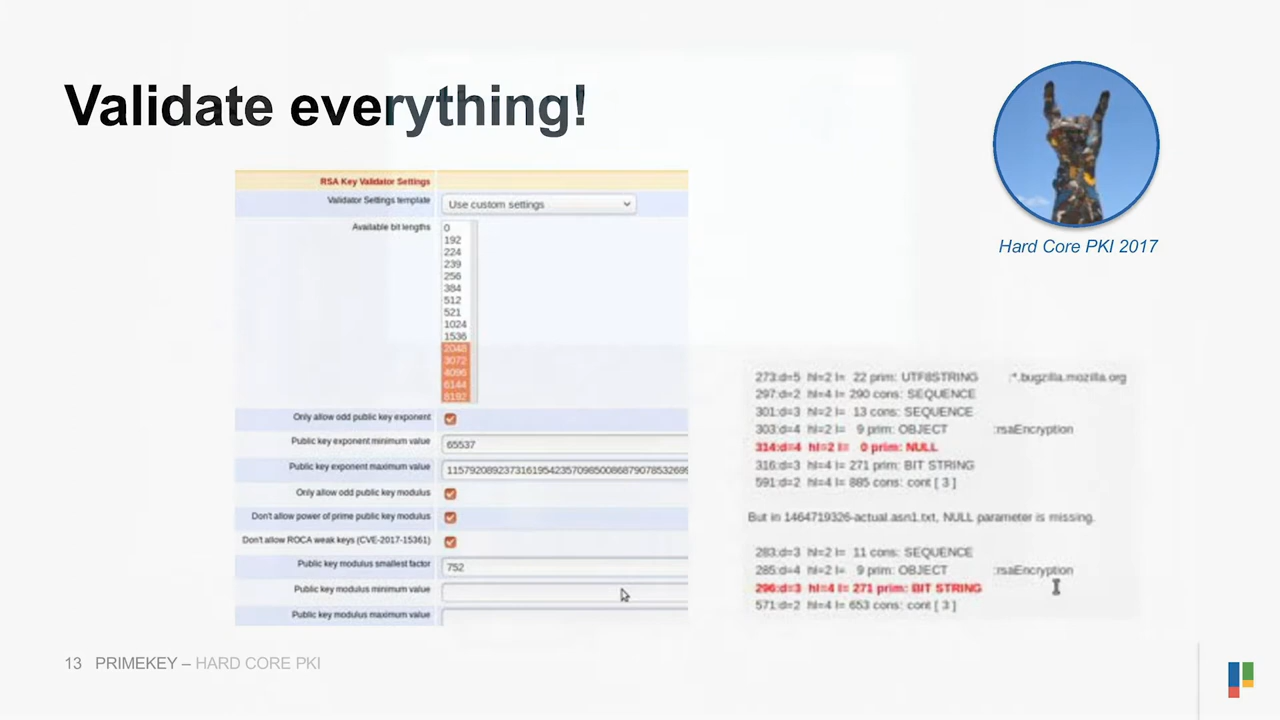 Validate everything!
Hard Core PKI 2017
RSA Key Validator Settings
Validator Settings template Use custom settings
Available bit lengths
0
192
224
239
256
384
512
521
1024
1536
2048
3072
4096
6144
8192
Only allow odd public key exponent
Public key exponent minimum value 65537
Public key exponent maximum value
Only allow odd public key modulus
Don't allow power of prime public key modulus
Don't allow ROCA weak keys (CVE-2017-15361)
Public key modulus smallest factor 752
Public key modulus minimum value
Public key modulus maximum value
273:d=5 hl=2 l= 22 prim: UTF8STRING :*.bugzilla.mozilla.org
297:d=2 hl=4 l= 290 cons: SEQUENCE
301:d=3 hl=2 l= 13 cons: SEQUENCE
303:d=4 hl=2 l= 9 prim: OBJECT :rsaEncryption
314:d=4 hl=2 l= 0 prim: NULL
316:d=3 hl=4 l= 271 prim: BIT STRING
591:d=2 hl=4 l= 885 cons: cont [ 3 ]
But in 1464719326-actual.asn1.txt, NULL parameter is missing.
283:d=3 hl=2 l= 11 cons: SEQUENCE
285:d=4 hl=2 l= 9 prim: OBJECT :rsaEncryption
296:d=3 hl=4 l= 271 prim: BIT STRING
571:d=2 hl=4 l= 653 cons: cont [ 3 ]
13 PRIMEKEY – HARD CORE PKI